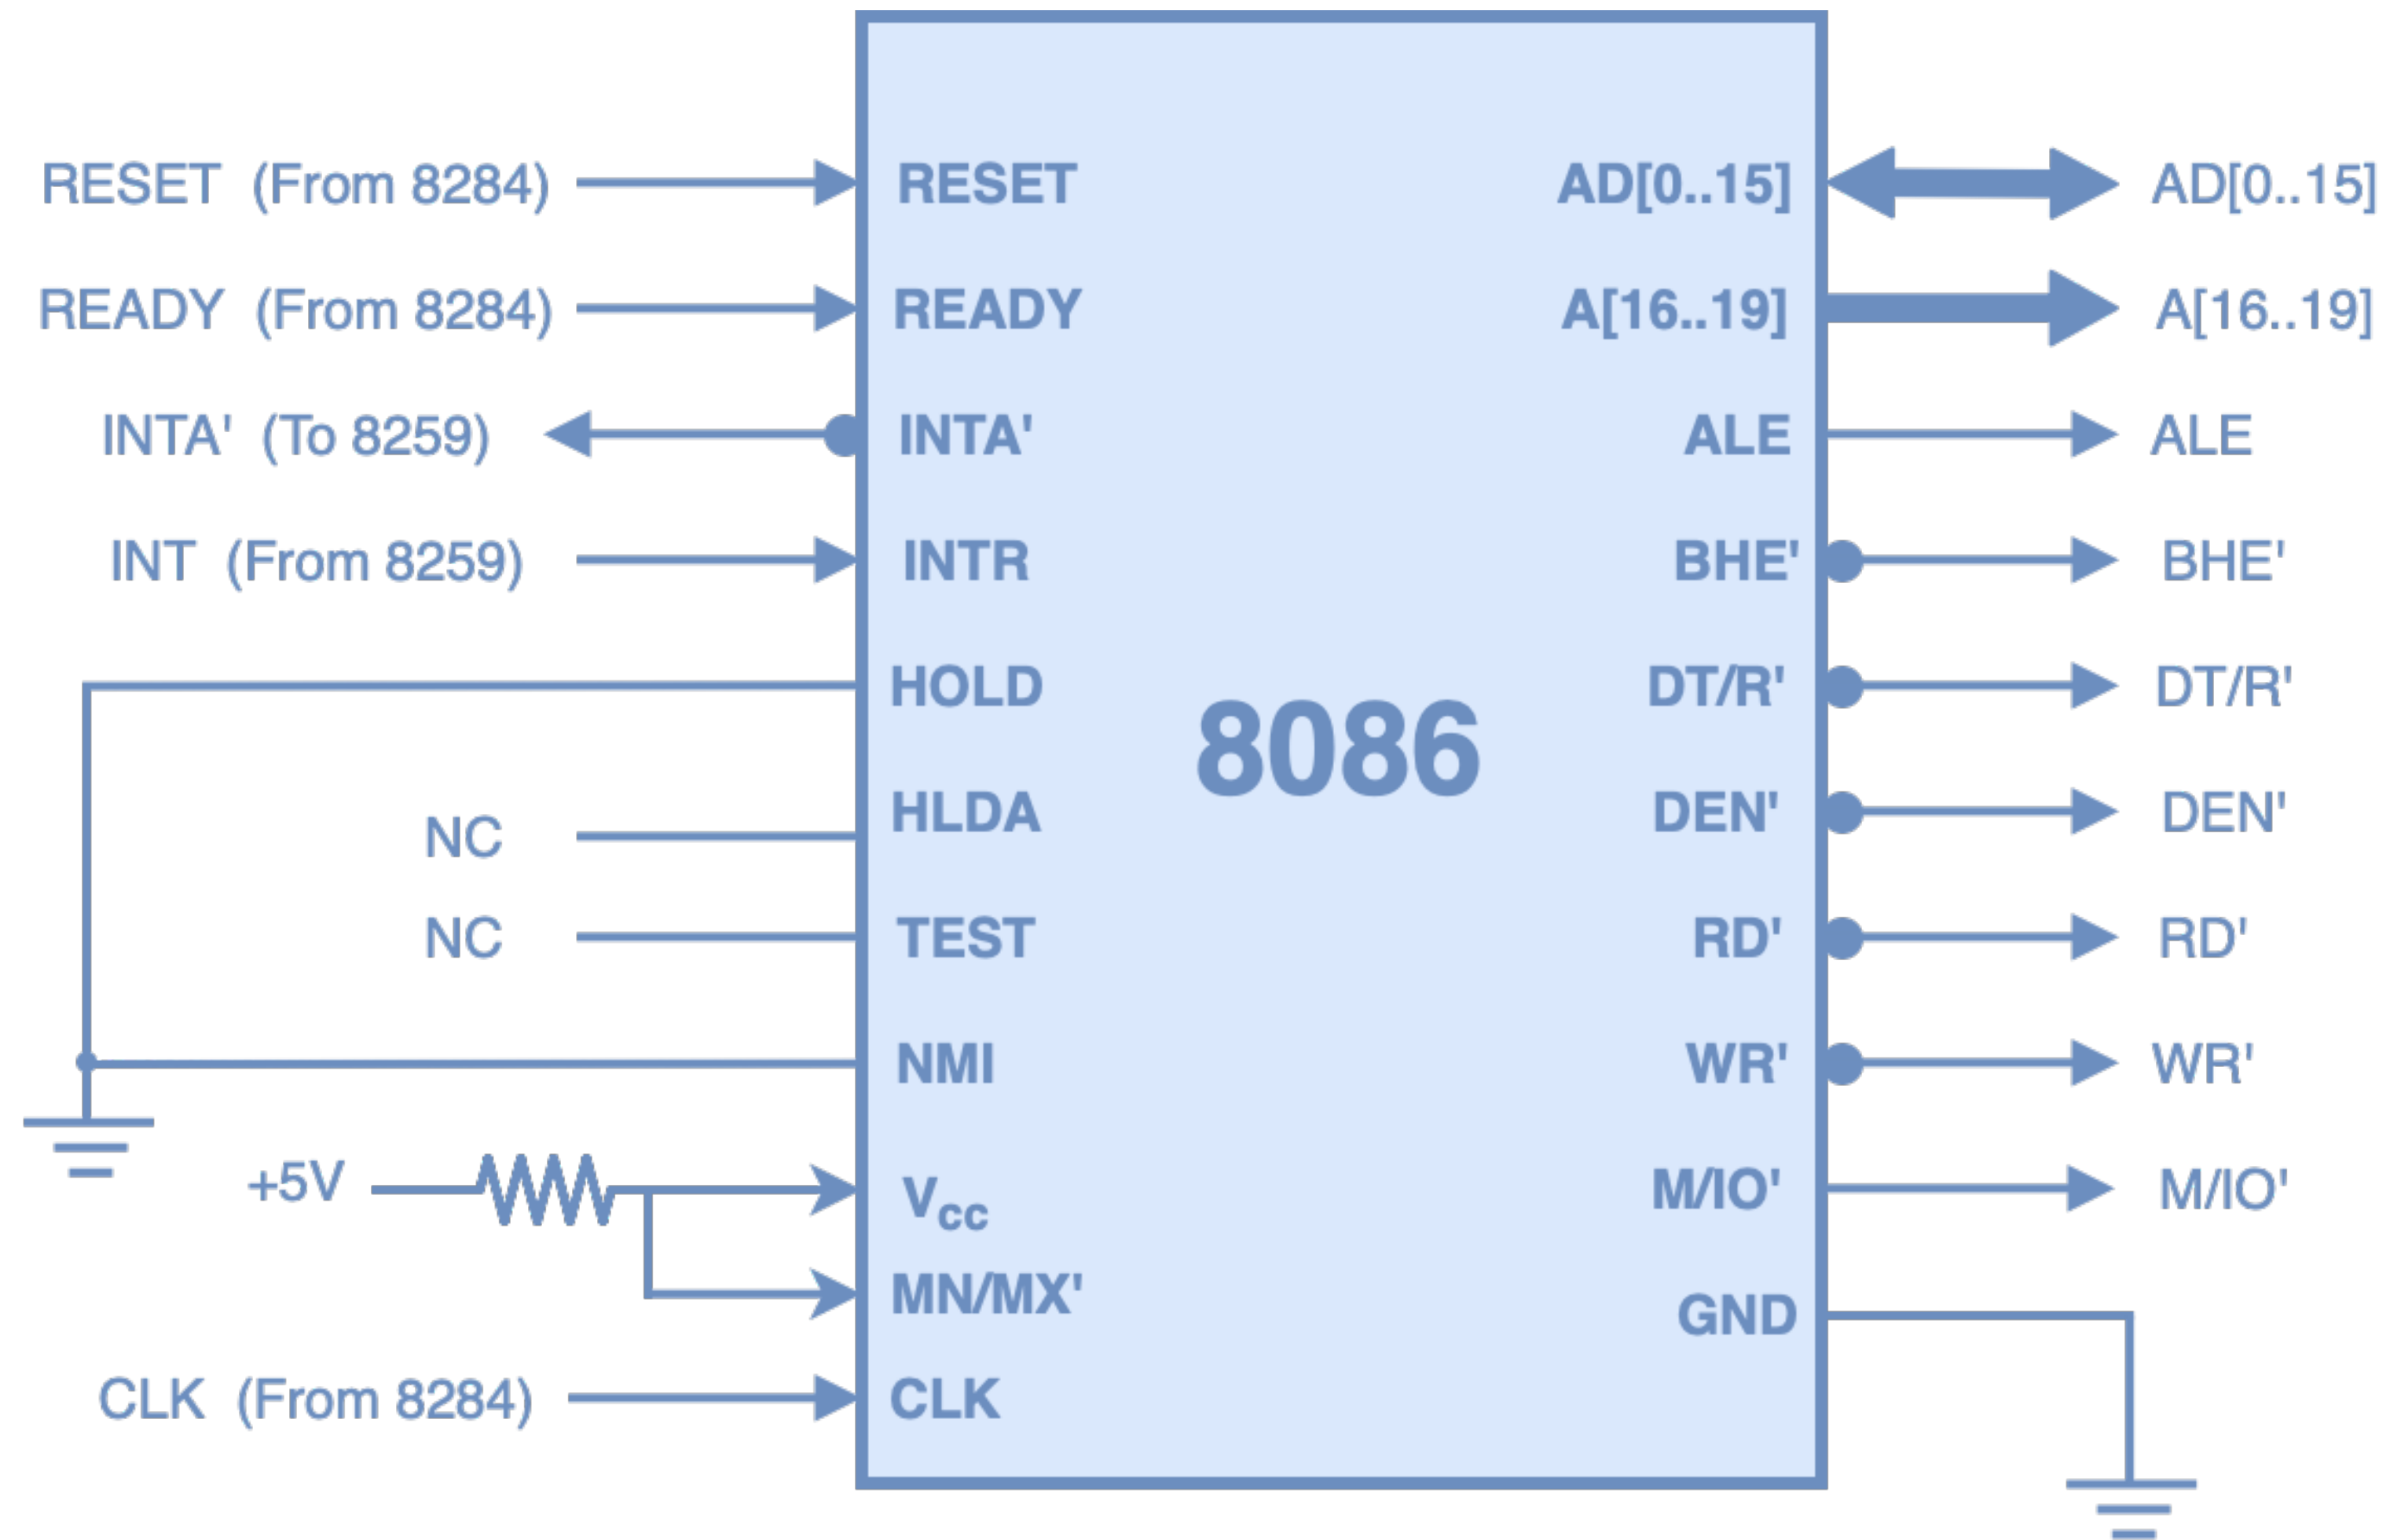 RESET (From 8284) RESET AD[0..15] AD[0..15]
READY (From 8284) READY A[16..19] A[16..19]
INTA' (To 8259) INTA' ALE ALE
INT (From 8259) INTR BHE' BHE'
HOLD DT/R' DT/R'
8086
NC HLDA DEN' DEN'
NC TEST RD' RD'
NMI WR' WR'
+5V Vcc M/IO' M/IO'
MN/MX' GND
CLK (From 8284) CLK